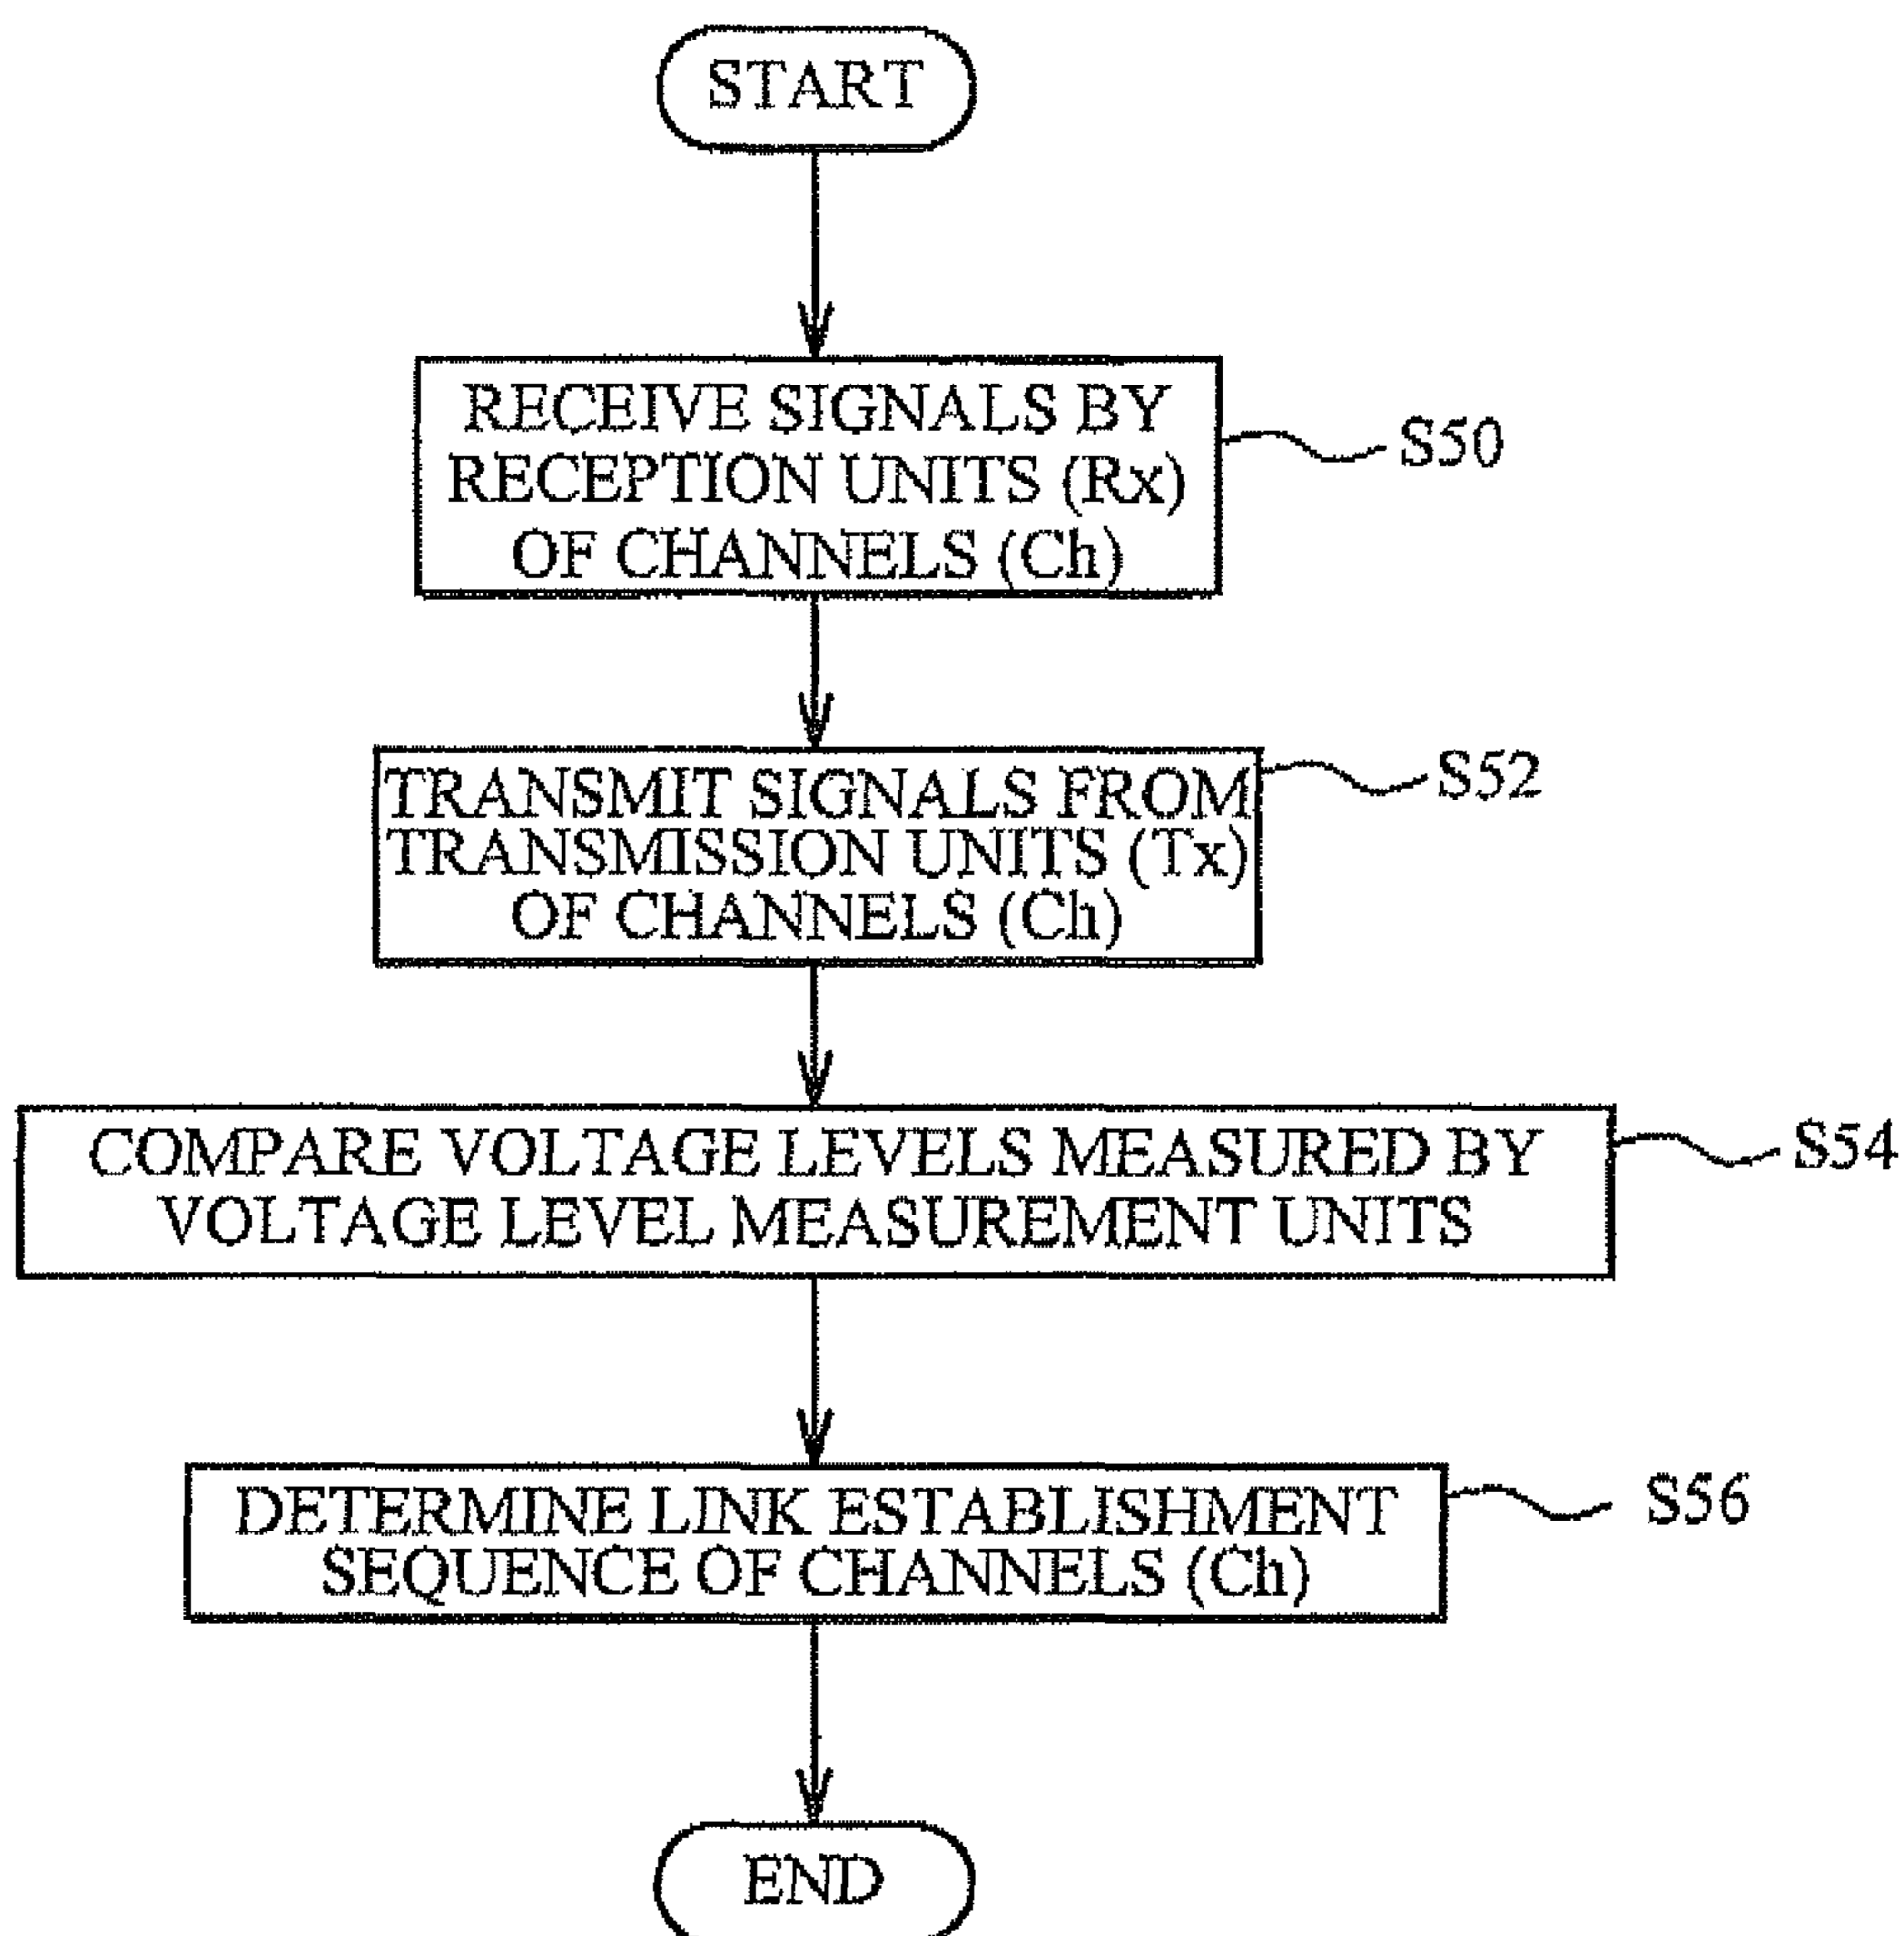 START
RECEIVE SIGNALS BY
RECEPTION UNITS (Rx)
OF CHANNELS (Ch)
S50
TRANSMIT SIGNALS FROM
TRANSMISSION UNITS (Tx)
OF CHANNELS (Ch)
S52
COMPARE VOLTAGE LEVELS MEASURED BY
VOLTAGE LEVEL MEASUREMENT UNITS
S54
DETERMINE LINK ESTABLISHMENT
SEQUENCE OF CHANNELS (Ch)
S56
END